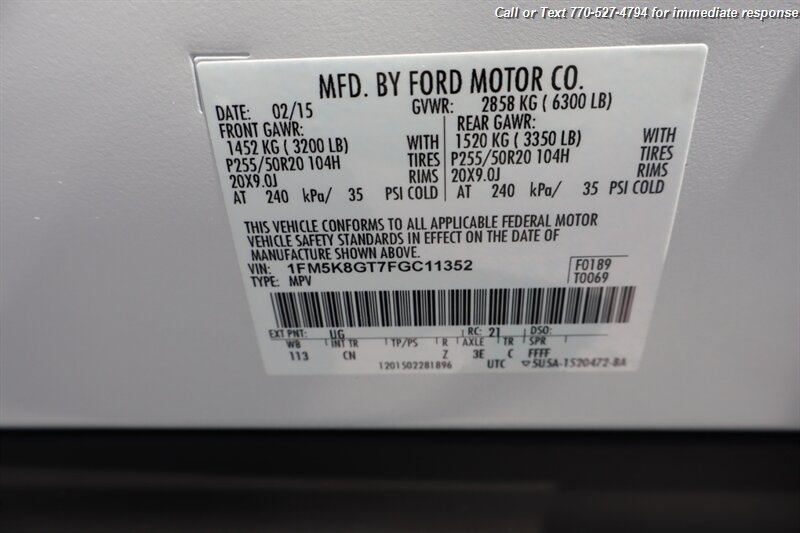 Call or Text 770-527-4794 for immediate response
MFD. BY FORD MOTOR CO.
DATE: 02/15 GVWR: 2858 KG ( 6300 LB)
FRONT GAWR: REAR GAWR:
1452 KG ( 3200 LB) WITH 1520 KG ( 3350 LB) WITH
P255/50R20 104H TIRES P255/50R20 104H TIRES
20X9.0J RIMS 20X9.0J RIMS
AT 240 kPa/ 35 PSI COLD AT 240 kPa/ 35 PSI COLD
THIS VEHICLE CONFORMS TO ALL APPLICABLE FEDERAL MOTOR
VEHICLE SAFETY STANDARDS IN EFFECT ON THE DATE OF
MANUFACTURE SHOWN ABOVE.
VIN: 1FM5K8GT7FGC11352 F0189
TYPE: MPV T0069
EXT PNT: UG RC: 21 DSO:
WB INT TR TP/PS R AXLE TR SPR
113 CN Z 3E C FFFF
1201502281896 UTC 5U5A-1520472-BA